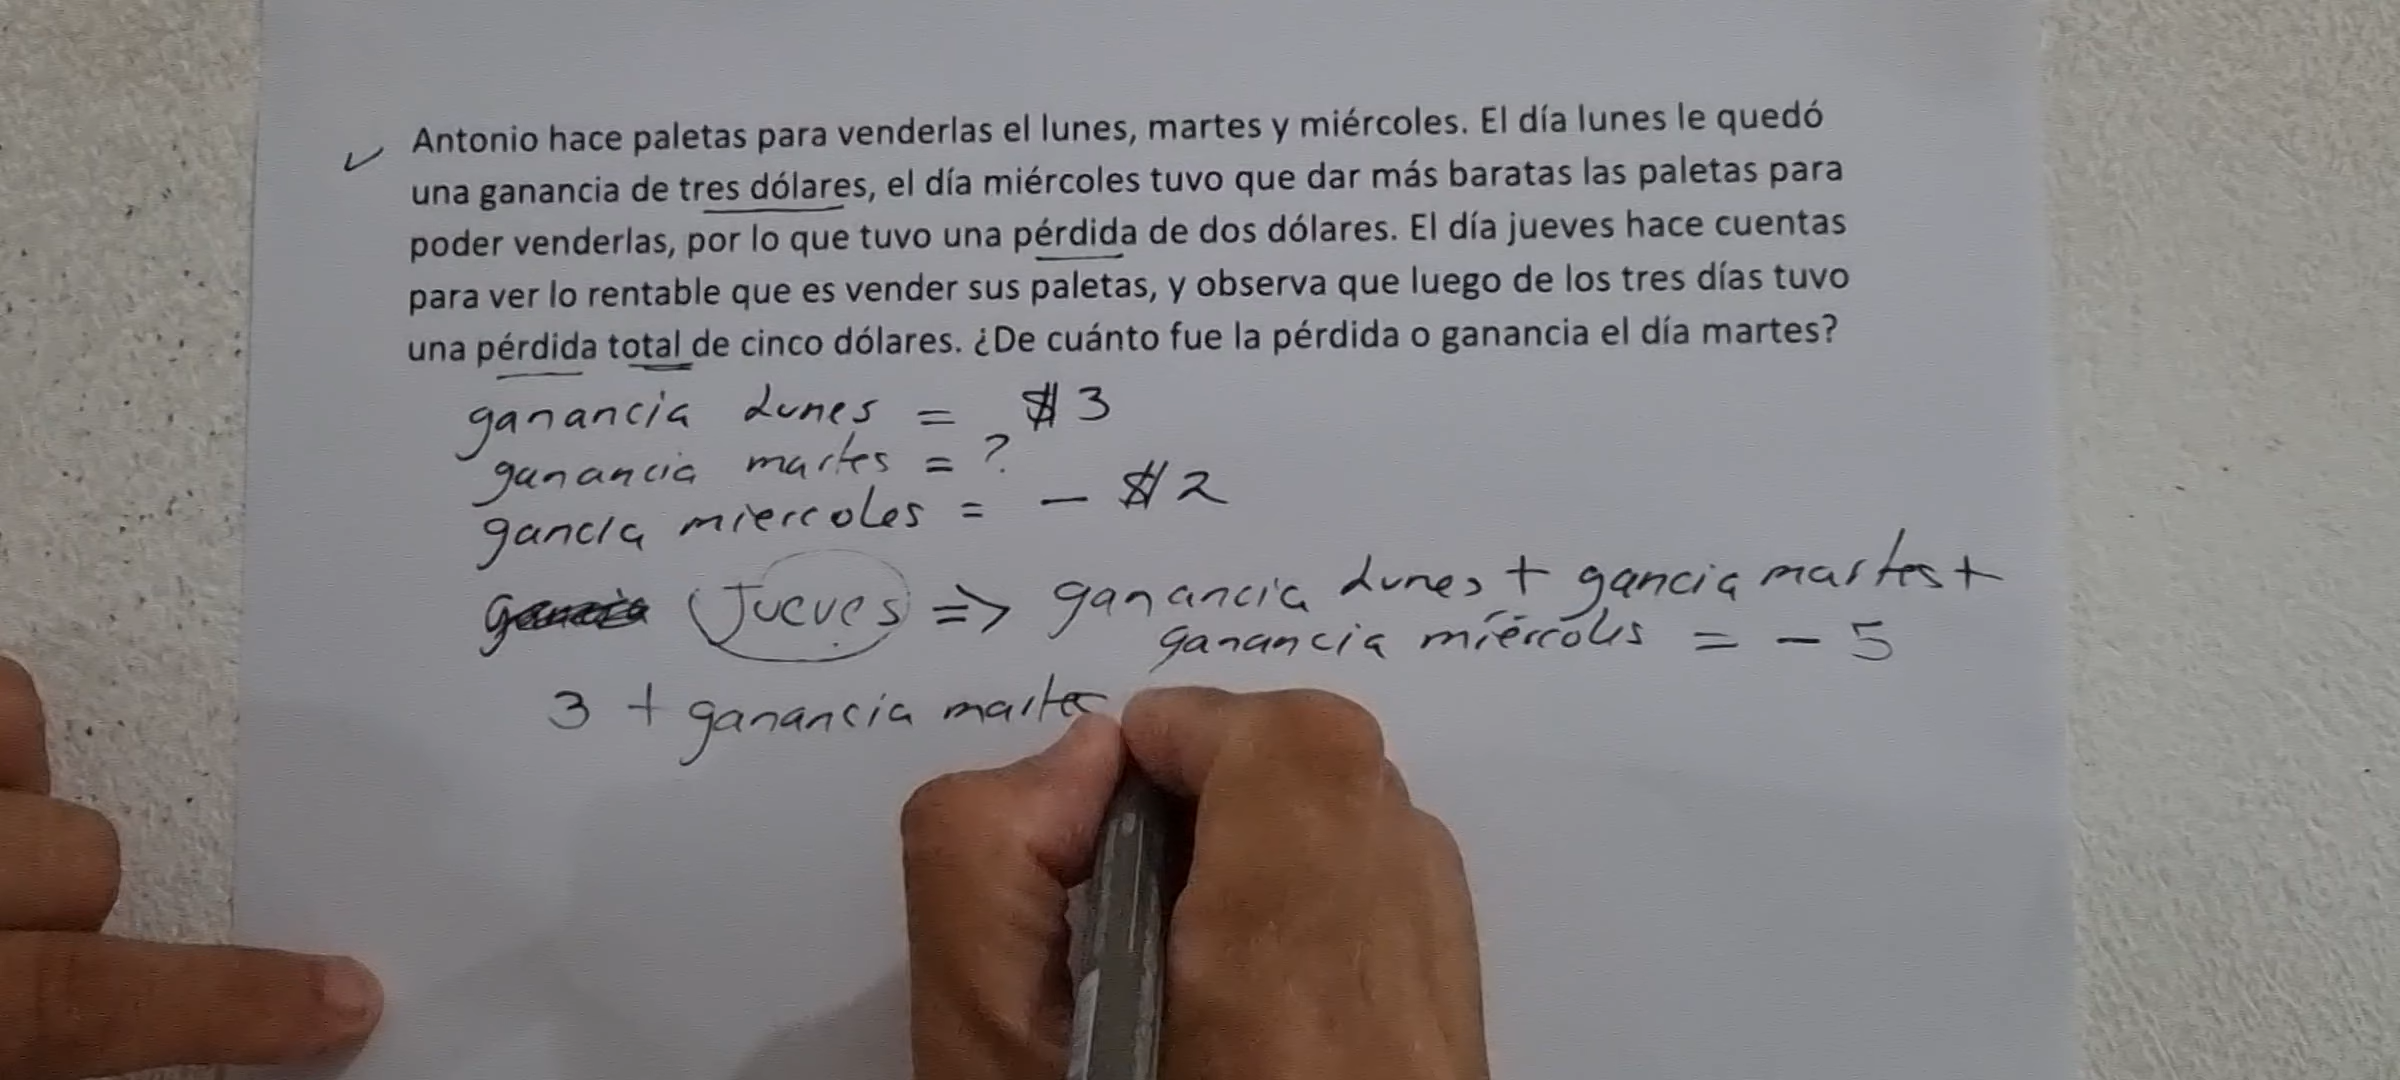 Antonio hace paletas para venderlas el lunes, martes y miércoles. El día lunes le quedó
una ganancia de tres dólares, el día miércoles tuvo que dar más baratas las paletas para
poder venderlas, por lo que tuvo una pérdida de dos dólares. El día jueves hace cuentas
para ver lo rentable que es vender sus paletas, y observa que luego de los tres días tuvo
una pérdida total de cinco dólares. ¿De cuánto fue la pérdida o ganancia el día martes?
ganancia Lunes = $ 3
ganancia martes = ?
gancia miercoles = - $ 2
(Jueves) => ganancia Lunes + gancia martes +
ganancia miércoles = - 5
3 + ganancia martes